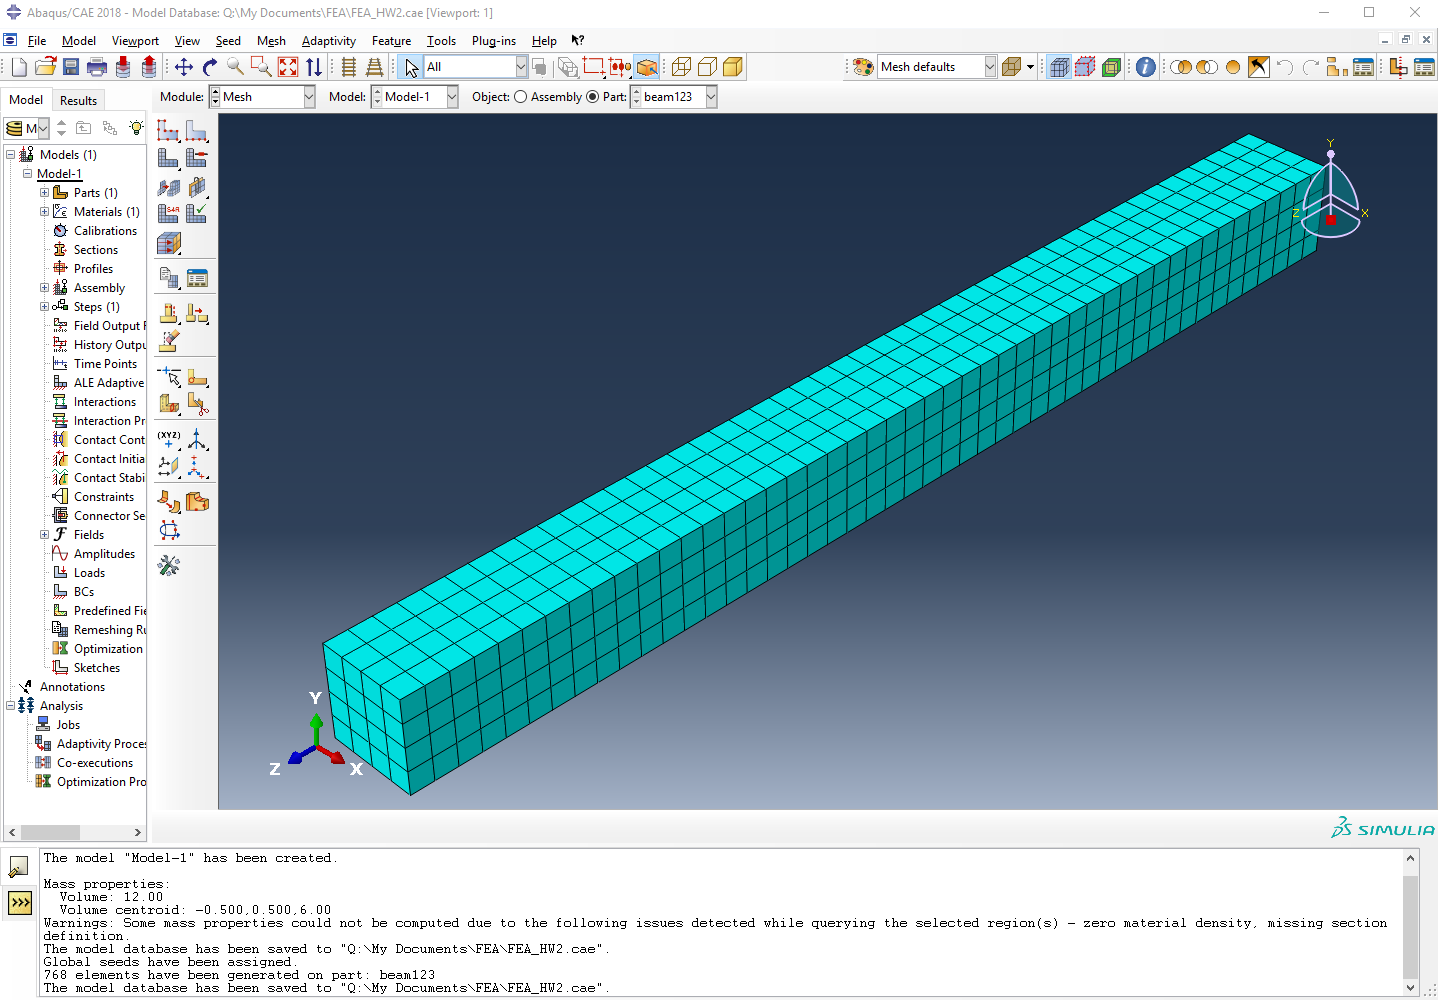 Abaqus/CAE 2018 - Model Database: Q:\My Documents\FEA\FEA_HW2.cae [Viewport: 1]
File Model Viewport View Seed Mesh Adaptivity Feature Tools Plug-ins Help
All
Mesh defaults
Model Results
Module: Mesh Model: Model-1 Object: Assembly Part: beam123
M
Models (1)
Model-1
Parts (1)
Materials (1)
Calibrations
Sections
Profiles
Assembly
Steps (1)
Field Output
History Outpu
Time Points
ALE Adaptive
Interactions
Interaction Pr
Contact Cont
Contact Initia
Contact Stabi
Constraints
Connector Se
Fields
Amplitudes
Loads
BCs
Predefined Fie
Remeshing Ru
Optimization
Sketches
Annotations
Analysis
Jobs
Adaptivity Proce
Co-executions
Optimization Pro
S4R
(XYZ)
Y
Z X
Y
Z X
SIMULIA
The model "Model-1" has been created.
Mass properties:
Volume: 12.00
Volume centroid: -0.500,0.500,6.00
Warnings: Some mass properties could not be computed due to the following issues detected while querying the selected region(s) - zero material density, missing section
definition.
The model database has been saved to "Q:\My Documents\FEA\FEA_HW2.cae".
Global seeds have been assigned.
768 elements have been generated on part: beam123
The model database has been saved to "Q:\My Documents\FEA\FEA_HW2.cae".